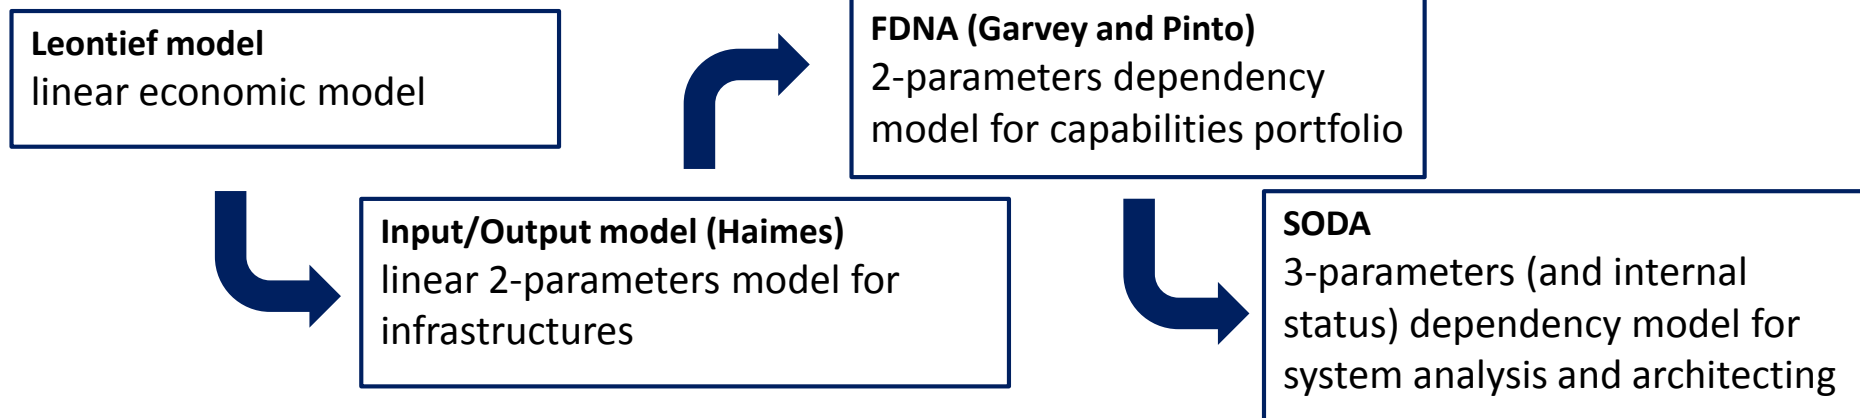 Leontief model
linear economic model
Input/Output model (Haimes)
linear 2-parameters model for
infrastructures
FDNA (Garvey and Pinto)
2-parameters dependency
model for capabilities portfolio
SODA
3-parameters (and internal
status) dependency model for
system analysis and architecting